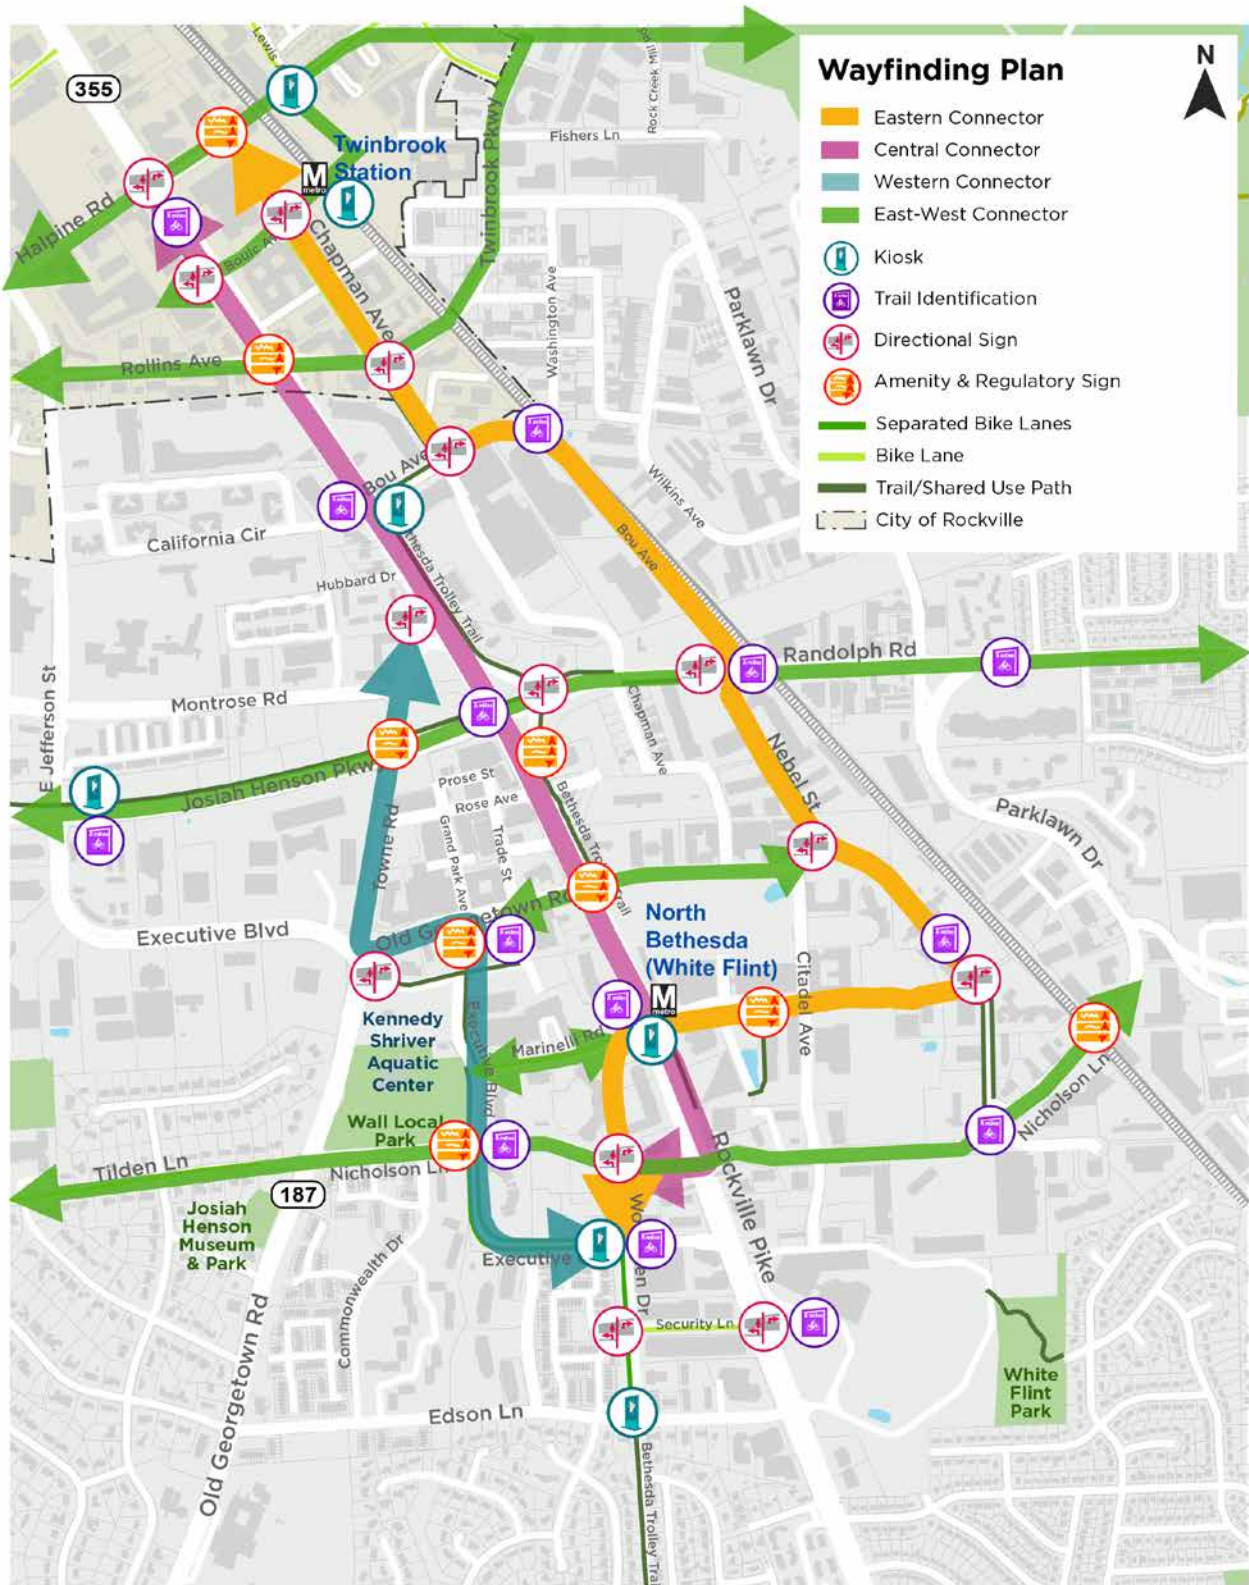 Wayfinding Plan
N
Eastern Connector
Central Connector
Western Connector
East-West Connector
Kiosk
Trail Identification
Directional Sign
Amenity & Regulatory Sign
Separated Bike Lanes
Bike Lane
Trail/Shared Use Path
City of Rockville
355
Lewis
Rock Creek Mill
Fishers Ln
Twinbrook Pkwy
Twinbrook
Station
M
metro
Halpine Rd
Chapman Ave
Washington Ave
Parklawn Dr
Rollins Ave
Bou Ave
Wilkins Ave
Bou Ave
California Cir
Hubbard Dr
thesda Trolley Trail
Randolph Rd
E Jefferson St
Montrose Rd
Chapman Ave
Nebel St
Josiah Henson Pkw
Prose St
Rose Ave
Parklawn Dr
Towne Rd
Grand Park Ave
Trade St
Executive Blvd
North
Bethesda
(White Flint)
M
metro
Citadel Ave
Kennedy
Shriver
Aquatic
Center
Executive Blvd
Marinelli Rd
Wall Local
Park
Nicholson Ln
Tilden Ln
Nicholson Ln
187
Josiah
Henson
Museum
& Park
Rockville Pike
Executive
Commonwealth Dr
Security Ln
Old Georgetown Rd
White
Flint
Park
Edson Ln
Bethesda Trolley Trai